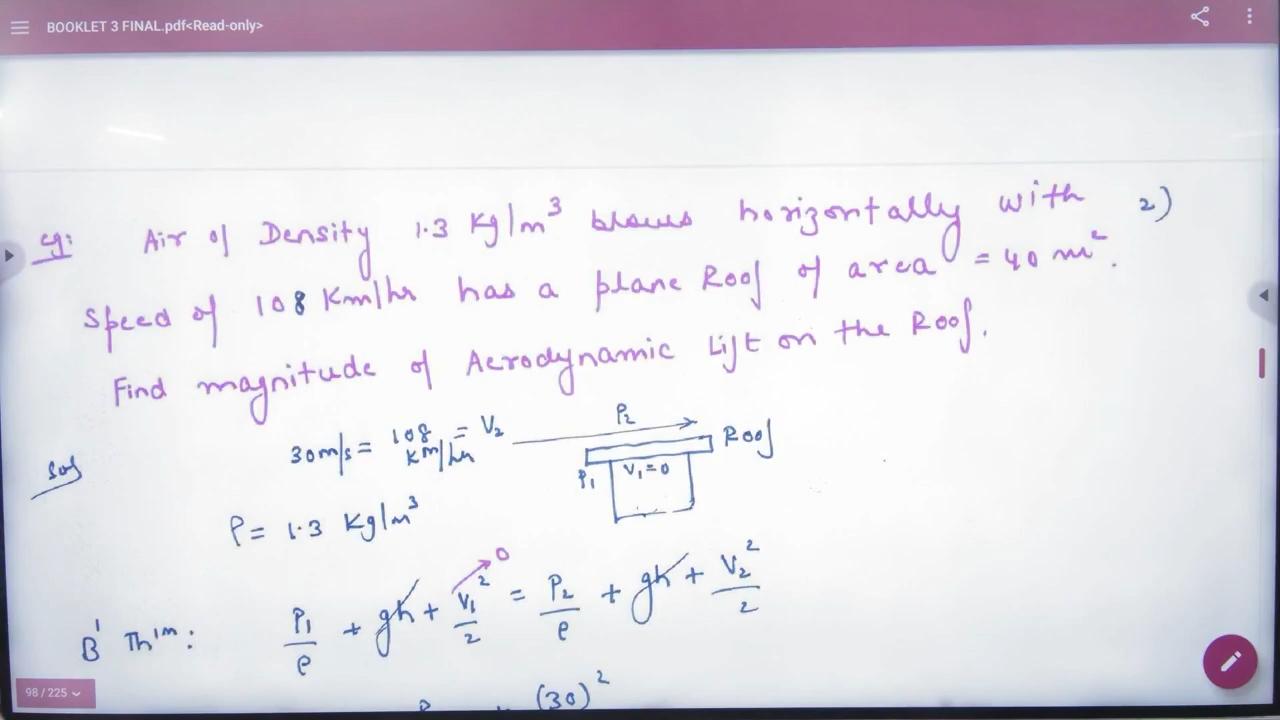 BOOKLET 3 FINAL.pdf<Read-only>
eg: Air of Density 1.3 Kg/m³ blows horizontally with 2)
Speed of 108 Km/hr has a plane Roof of area = 40 m².
Find magnitude of Aerodynamic Lift on the Roof.
Sol 30m/s = 108 km/hr = V₂
P₂
Roof
P₁ V₁=0
ρ = 1.3 Kg/m³
B' Th'm: P₁/ρ + gh + V₁²/2 → 0 = P₂/ρ + gh + V₂²/2
(30)²
98 / 225